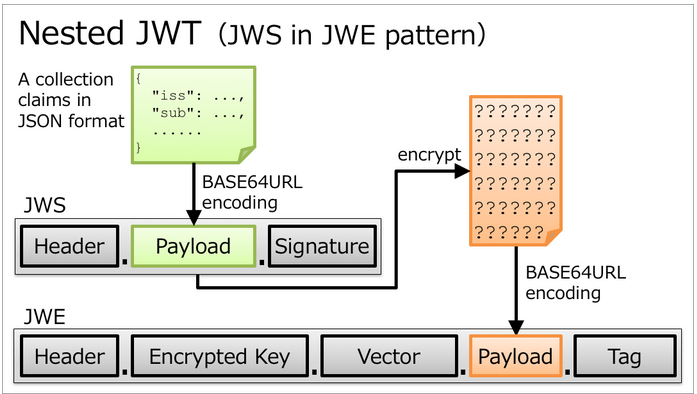 Nested JWT（JWS in JWE pattern）
A collection
claims in
JSON format
{
"iss": ...,
"sub": ...,
......
}
BASE64URL
encoding
JWS
Header . Payload . Signature
encrypt
???????
???????
???????
???????
???????
??????
BASE64URL
encoding
JWE
Header . Encrypted Key . Vector . Payload . Tag